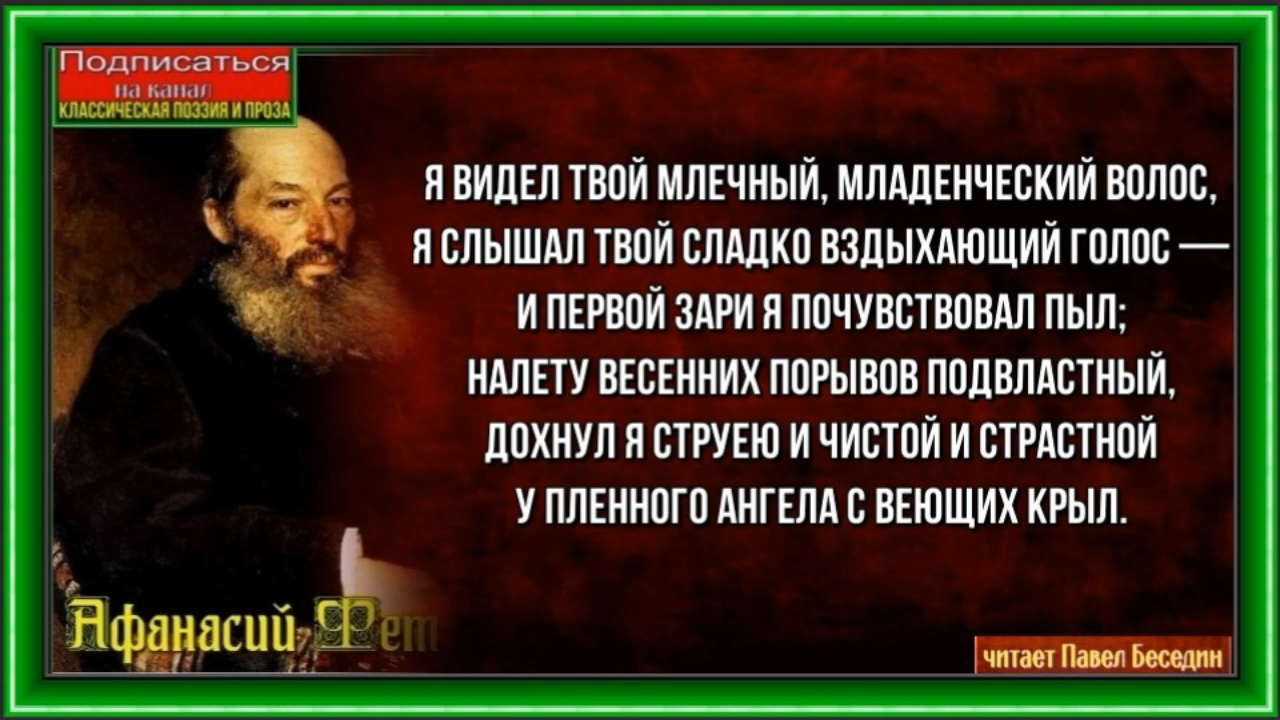 Подписаться
на канал
КЛАССИЧЕСКАЯ ПОЭЗИЯ И ПРОЗА
Я ВИДЕЛ ТВОЙ МЛЕЧНЫЙ, МЛАДЕНЧЕСКИЙ ВОЛОС,
Я СЛЫШАЛ ТВОЙ СЛАДКО ВЗДЫХАЮЩИЙ ГОЛОС —
И ПЕРВОЙ ЗАРИ Я ПОЧУВСТВОВАЛ ПЫЛ;
НАЛЕТУ ВЕСЕННИХ ПОРЫВОВ ПОДВЛАСТНЫЙ,
ДОХНУЛ Я СТРУЕЮ И ЧИСТОЙ И СТРАСТНОЙ
У ПЛЕННОГО АНГЕЛА С ВЕЮЩИХ КРЫЛ.
Афанасий Фет
читает Павел Беседин